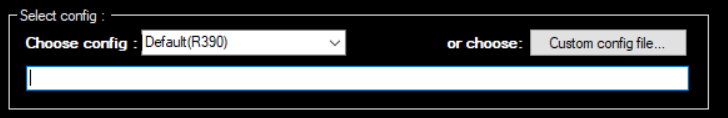 Select config :
Choose config : Default(R390) or choose: Custom config file...